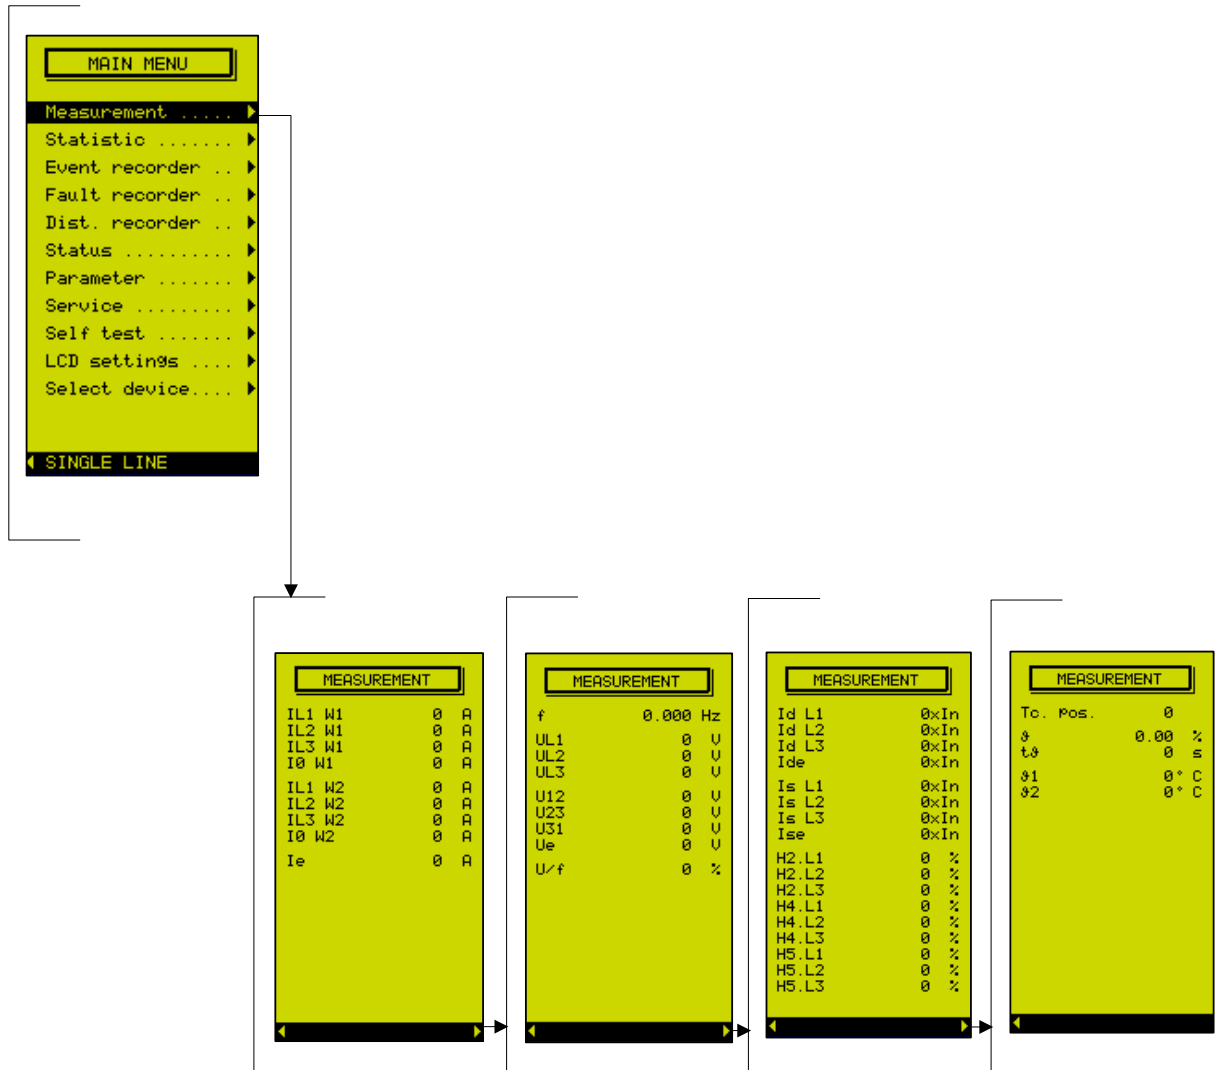 MAIN MENU
Measurement .....
Statistic .......
Event recorder ..
Fault recorder ..
Dist. recorder ..
Status ..........
Parameter .......
Service .........
Self test .......
LCD settings ....
Select device....
SINGLE LINE
MEASUREMENT
IL1 W1 0 A
IL2 W1 0 A
IL3 W1 0 A
I0 W1 0 A
IL1 W2 0 A
IL2 W2 0 A
IL3 W2 0 A
I0 W2 0 A
Ie 0 A
MEASUREMENT
f 0.000 Hz
UL1 0 V
UL2 0 V
UL3 0 V
U12 0 V
U23 0 V
U31 0 V
Ue 0 V
U/f 0 %
MEASUREMENT
Id L1 0xIn
Id L2 0xIn
Id L3 0xIn
Ide 0xIn
Is L1 0xIn
Is L2 0xIn
Is L3 0xIn
Ise 0xIn
H2.L1 0 %
H2.L2 0 %
H2.L3 0 %
H4.L1 0 %
H4.L2 0 %
H4.L3 0 %
H5.L1 0 %
H5.L2 0 %
H5.L3 0 %
MEASUREMENT
Tc. pos. 0
ϑ 0.00 %
tϑ 0 s
ϑ1 0° C
ϑ2 0° C